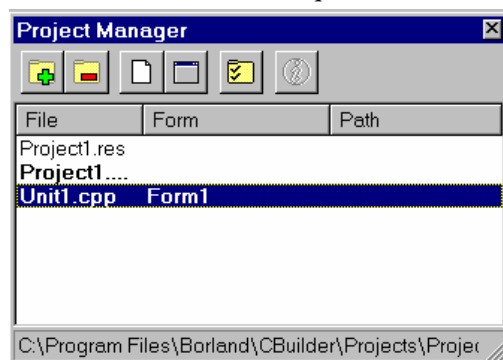 Project Manager
File Form Path
Project1.res
Project1....
Unit1.cpp Form1
C:\Program Files\Borland\CBuilder\Projects\Projec